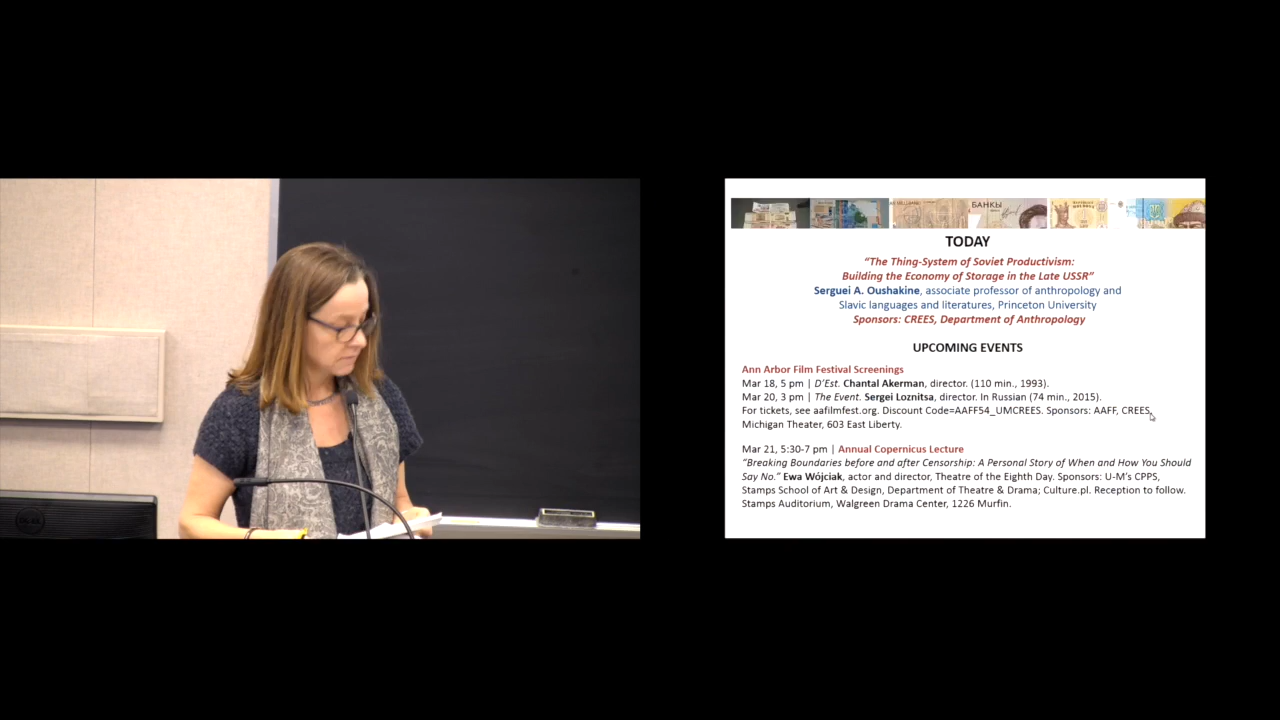 БАНКЫ
TODAY
“The Thing-System of Soviet Productivism:
Building the Economy of Storage in the Late USSR”
Serguei A. Oushakine, associate professor of anthropology and
Slavic languages and literatures, Princeton University
Sponsors: CREES, Department of Anthropology
UPCOMING EVENTS
Ann Arbor Film Festival Screenings
Mar 18, 5 pm | D’Est. Chantal Akerman, director. (110 min., 1993).
Mar 20, 3 pm | The Event. Sergei Loznitsa, director. In Russian (74 min., 2015).
For tickets, see aafilmfest.org. Discount Code=AAFF54_UMCREES. Sponsors: AAFF, CREES,
Michigan Theater, 603 East Liberty.
Mar 21, 5:30-7 pm | Annual Copernicus Lecture
“Breaking Boundaries before and after Censorship: A Personal Story of When and How You Should
Say No.” Ewa Wójciak, actor and director, Theatre of the Eighth Day. Sponsors: U-M’s CPPS,
Stamps School of Art & Design, Department of Theatre & Drama; Culture.pl. Reception to follow.
Stamps Auditorium, Walgreen Drama Center, 1226 Murfin.